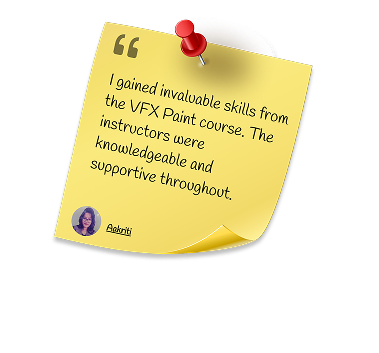 “
I gained invaluable skills from
the VFX Paint course. The
instructors were
knowledgeable and
supportive throughout.
Aakriti